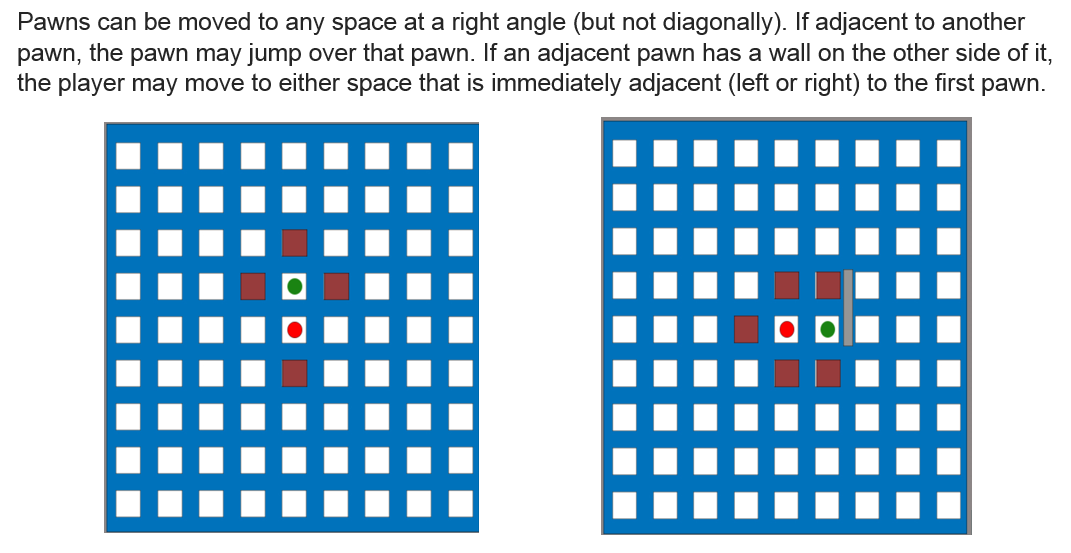 Pawns can be moved to any space at a right angle (but not diagonally). If adjacent to another
pawn, the pawn may jump over that pawn. If an adjacent pawn has a wall on the other side of it,
the player may move to either space that is immediately adjacent (left or right) to the first pawn.